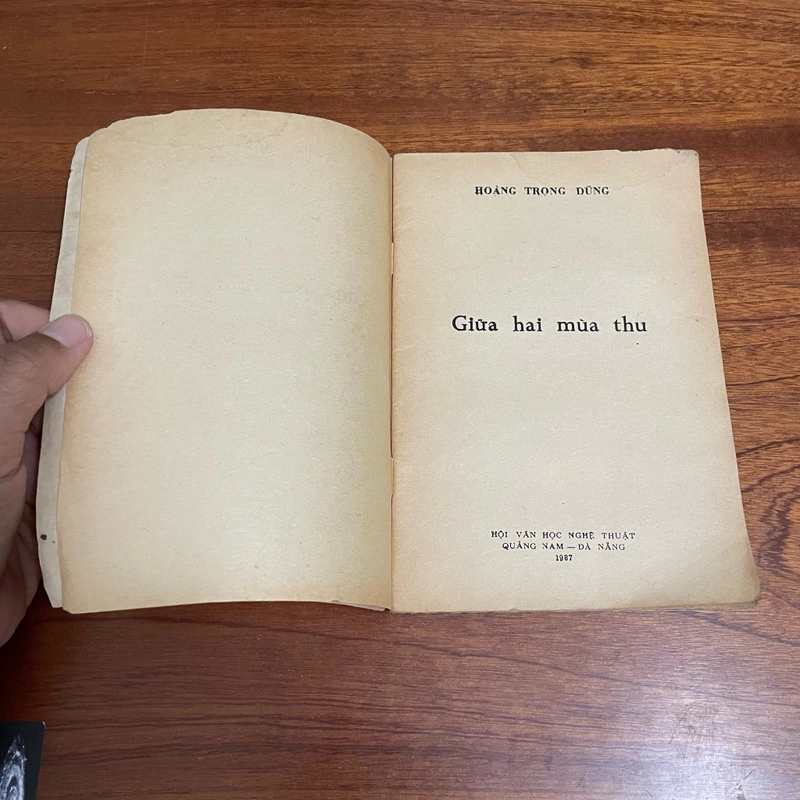 HOÀNG TRỌNG DŨNG
Giữa hai mùa thu
HỘI VĂN HỌC NGHỆ THUẬT
QUẢNG NAM — ĐÀ NẴNG
1987